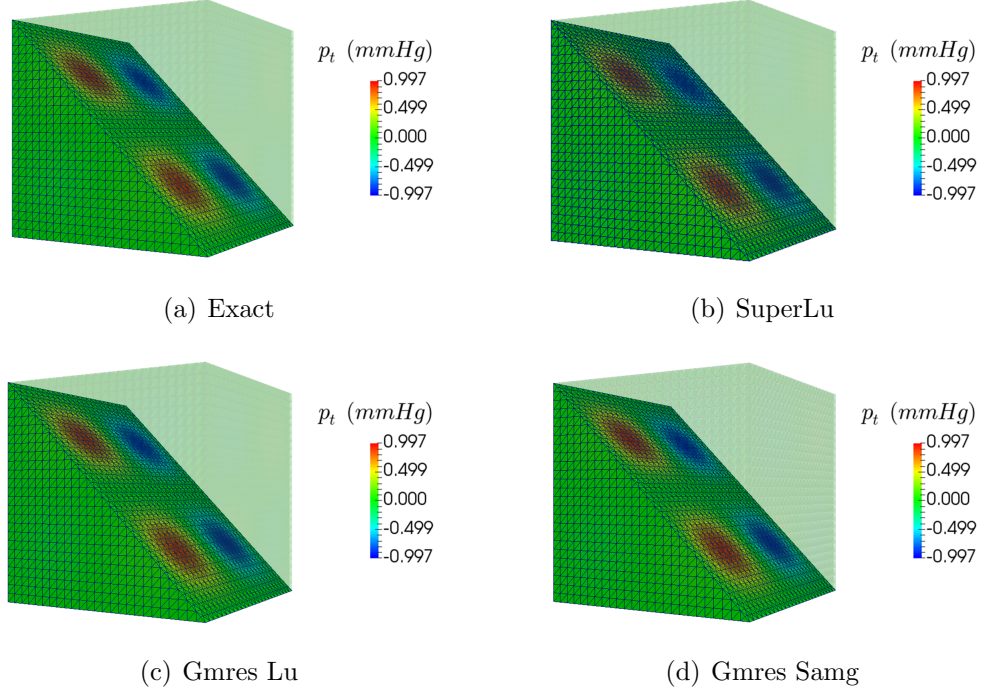 p_t (mmHg)
0.997
0.499
0.000
-0.499
-0.997
(a) Exact
p_t (mmHg)
0.997
0.499
0.000
-0.499
-0.997
(b) SuperLu
p_t (mmHg)
0.997
0.499
0.000
-0.499
-0.997
(c) Gmres Lu
p_t (mmHg)
0.997
0.499
0.000
-0.499
-0.997
(d) Gmres Samg